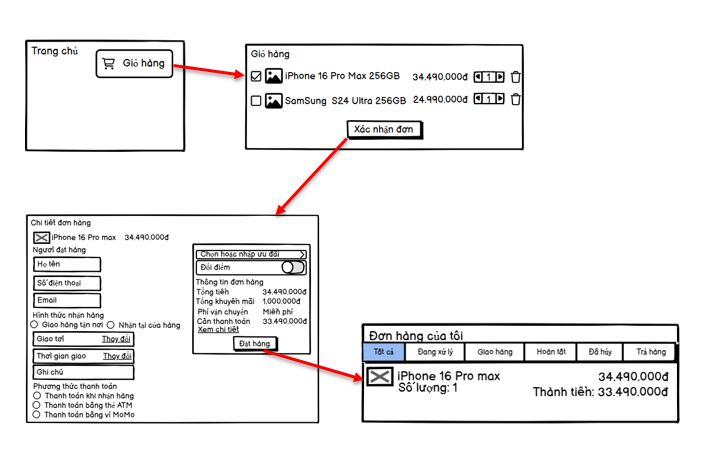 Trang chủ
Giỏ hàng
Giỏ hàng
iPhone 16 Pro Max 256GB 34.490.000đ 1
SamSung S24 Ultra 256GB 24.990.000đ 1
Xác nhận đơn
Chi tiết đơn hàng
iPhone 16 Pro max 34.490.000đ
Người đặt hàng
Họ tên
Số điện thoại
Email
Hình thức nhận hàng
Giao hàng tận nơi Nhận tại cửa hàng
Giao tới Thay đổi
Thời gian giao Thay đổi
Ghi chú
Phương thức thanh toán
Thanh toán khi nhận hàng
Thanh toán bằng thẻ ATM
Thanh toán bằng ví MoMo
Chọn hoặc nhập ưu đãi
Đổi điểm
Thông tin đơn hàng
Tổng tiền 34.490.000đ
Tổng khuyến mãi 1.000.000đ
Phí vận chuyển Miễn phí
Cần thanh toán 33.490.000đ
Xem chi tiết
Đặt hàng
Đơn hàng của tôi
Tất cả Đang xử lý Giao hàng Hoàn tất Đã hủy Trả hàng
iPhone 16 Pro max 34.490.000đ
Số lượng: 1 Thành tiền: 33.490.000đ